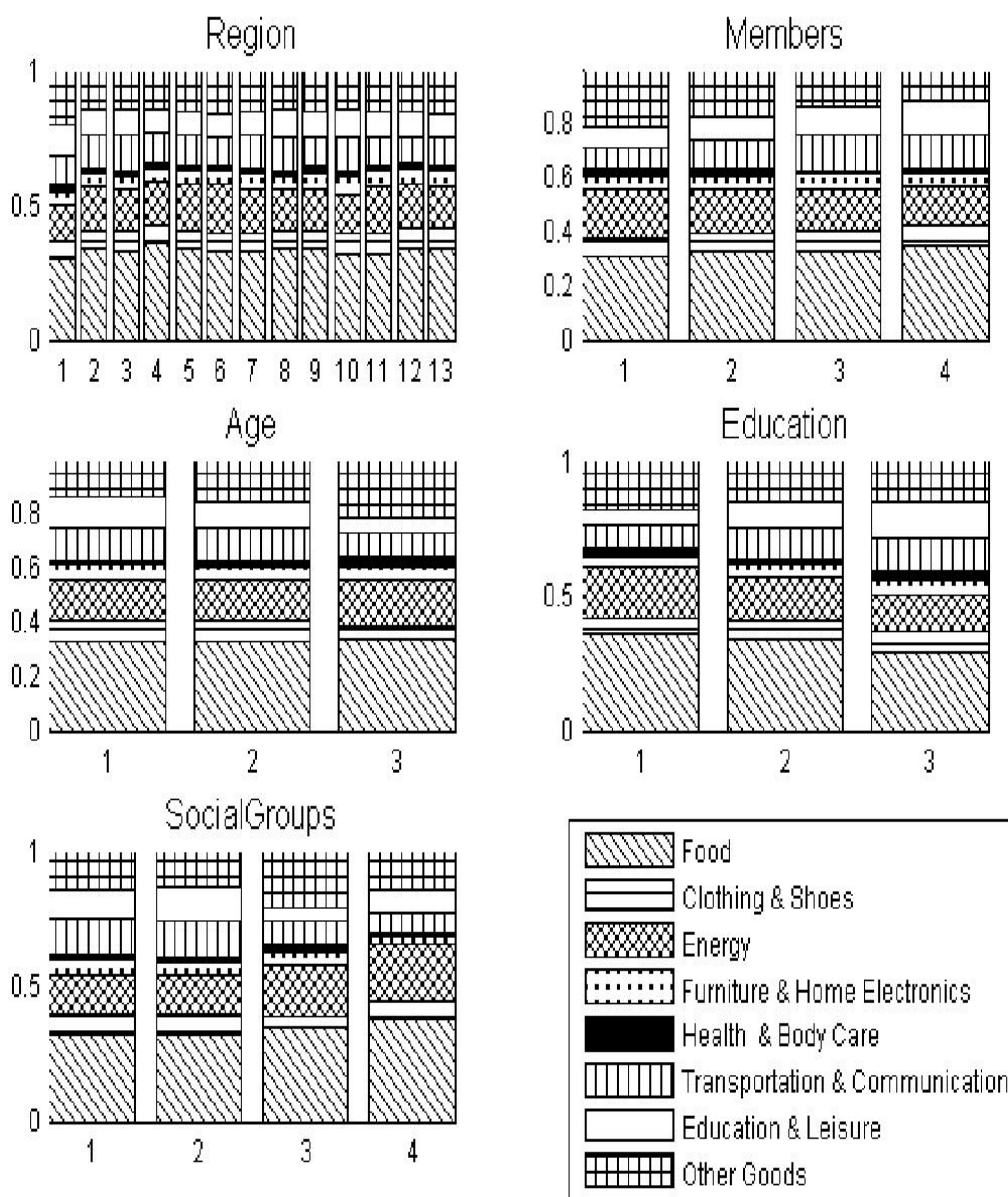 Region
1
0.5
0
1 2 3 4 5 6 7 8 9 10 11 12 13
Members
0.8
0.6
0.4
0.2
0
1 2 3 4
Age
0.8
0.6
0.4
0.2
0
1 2 3
Education
1
0.5
0
1 2 3
SocialGroups
1
0.5
0
1 2 3 4
Food
Clothing & Shoes
Energy
Furniture & Home Electronics
Health & Body Care
Transportation & Communication
Education & Leisure
Other Goods